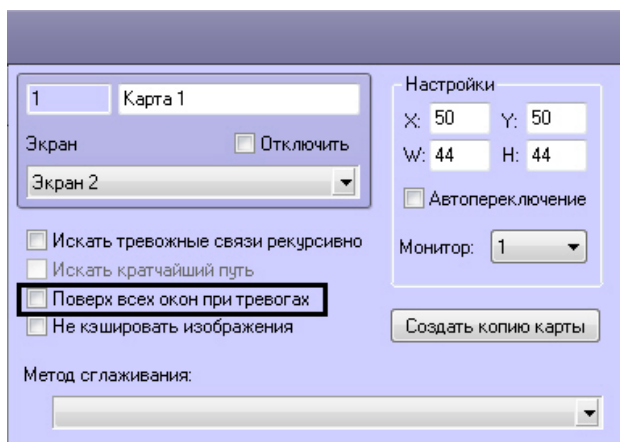 1
Карта 1
Экран
Отключить
Экран 2
Искать тревожные связи рекурсивно
Искать кратчайший путь
Поверх всех окон при тревогах
Не кэшировать изображения
Метод сглаживания:
Настройки
X: 50 Y: 50
W: 44 H: 44
Автопереключение
Монитор: 1
Создать копию карты